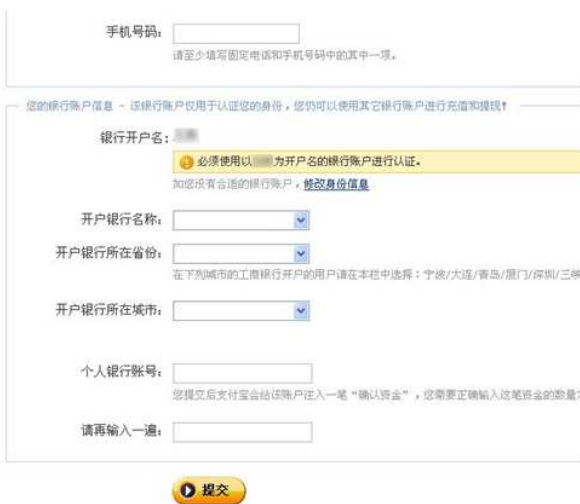 手机号码:
请至少填写固定电话和手机号码中的其中一项。
您的银行账户信息 - 该银行账户仅用于认证您的身份，您仍可以使用其它银行账户进行充值和提现!
银行开户名:
必须使用以 为开户名的银行账户进行认证。
如您没有合适的银行账户，修改身份信息
开户银行名称:
开户银行所在省份:
在下列城市的工商银行开户的用户请在本栏中选择：宁波/大连/青岛/厦门/深圳/三峡
开户银行所在城市:
个人银行账号:
您提交后支付宝会给该账户注入一笔“确认资金”，您需要正确输入这笔资金的数量
请再输入一遍:
提交